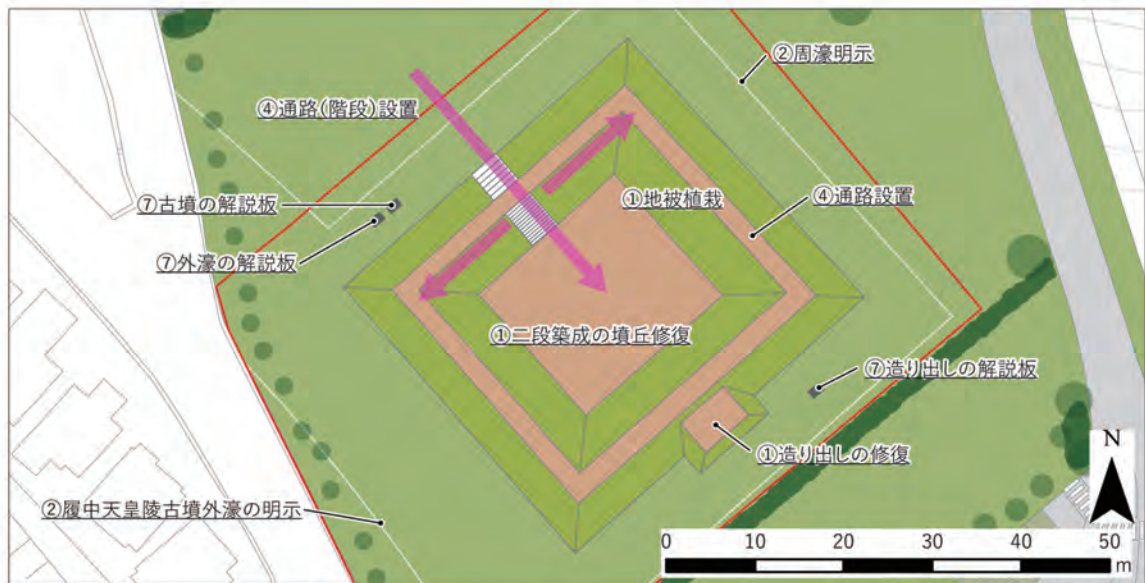 ②周濠明示
④通路(階段)設置
①地被植栽
④通路設置
⑦古墳の解説板
⑦外濠の解説板
①二段築成の墳丘修復
⑦造り出しの解説板
①造り出しの修復
②履中天皇陵古墳外濠の明示
N
0 10 20 30 40 50
m